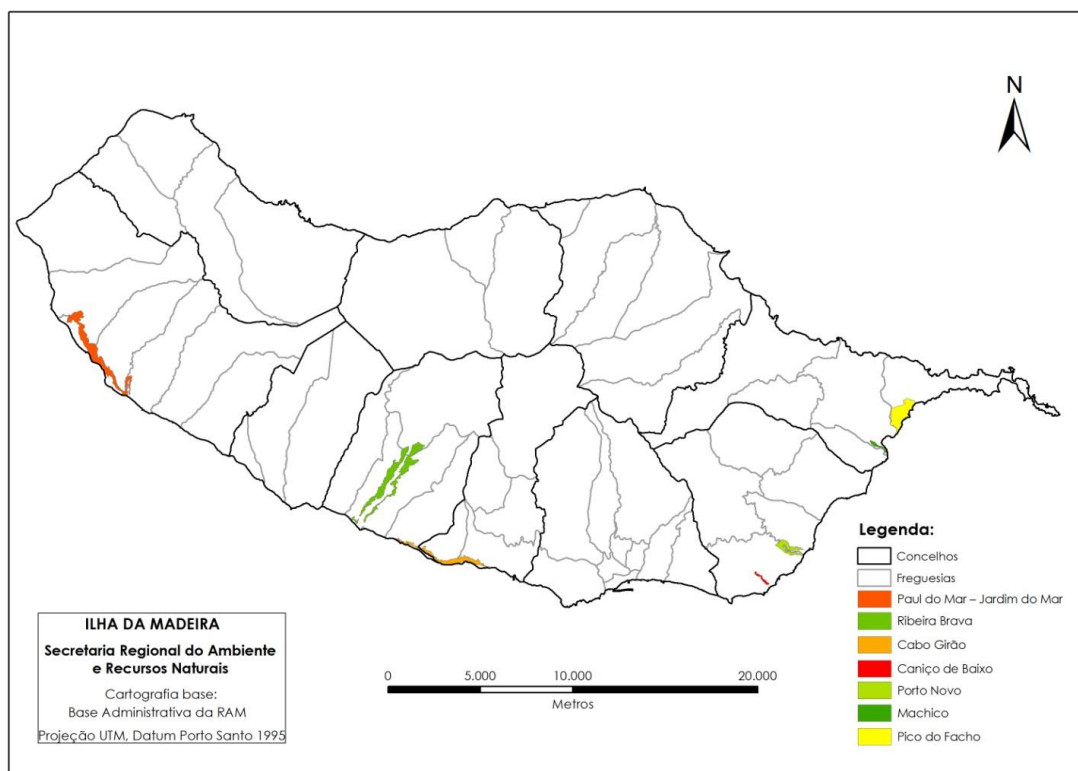 N
Legenda:
Concelhos
Freguesias
Paul do Mar – Jardim do Mar
Ribeira Brava
Cabo Girão
Caniço de Baixo
Porto Novo
Machico
Pico do Facho
ILHA DA MADEIRA
Secretaria Regional do Ambiente
e Recursos Naturais
Cartografia base:
Base Administrativa da RAM
Projeção UTM, Datum Porto Santo 1995
0 5.000 10.000 20.000
Metros